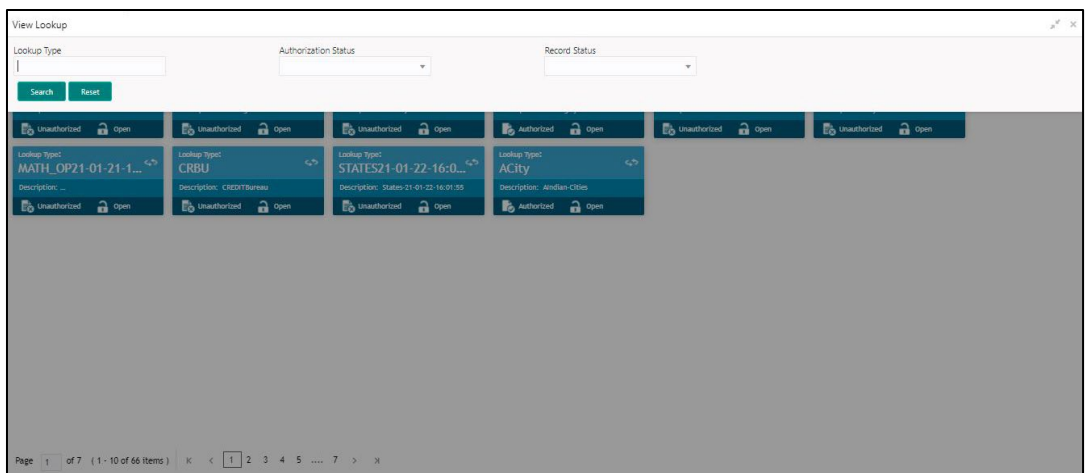 View Lookup
Lookup Type Authorization Status Record Status
Search Reset
Unauthorized Open Unauthorized Open Unauthorized Open Authorized Open Unauthorized Open Unauthorized Open
Lookup Type: Lookup Type: Lookup Type: Lookup Type:
MATH_OP21-01-21-1... CRBU STATES21-01-22-16:0... ACity
Description: ... Description: CREDITBureau Description: States-21-01-22-16:01:55 Description: AIndian-Cities
Unauthorized Open Unauthorized Open Unauthorized Open Authorized Open
Page 1 of 7 ( 1 - 10 of 66 items ) K < 1 2 3 4 5 .... 7 > X